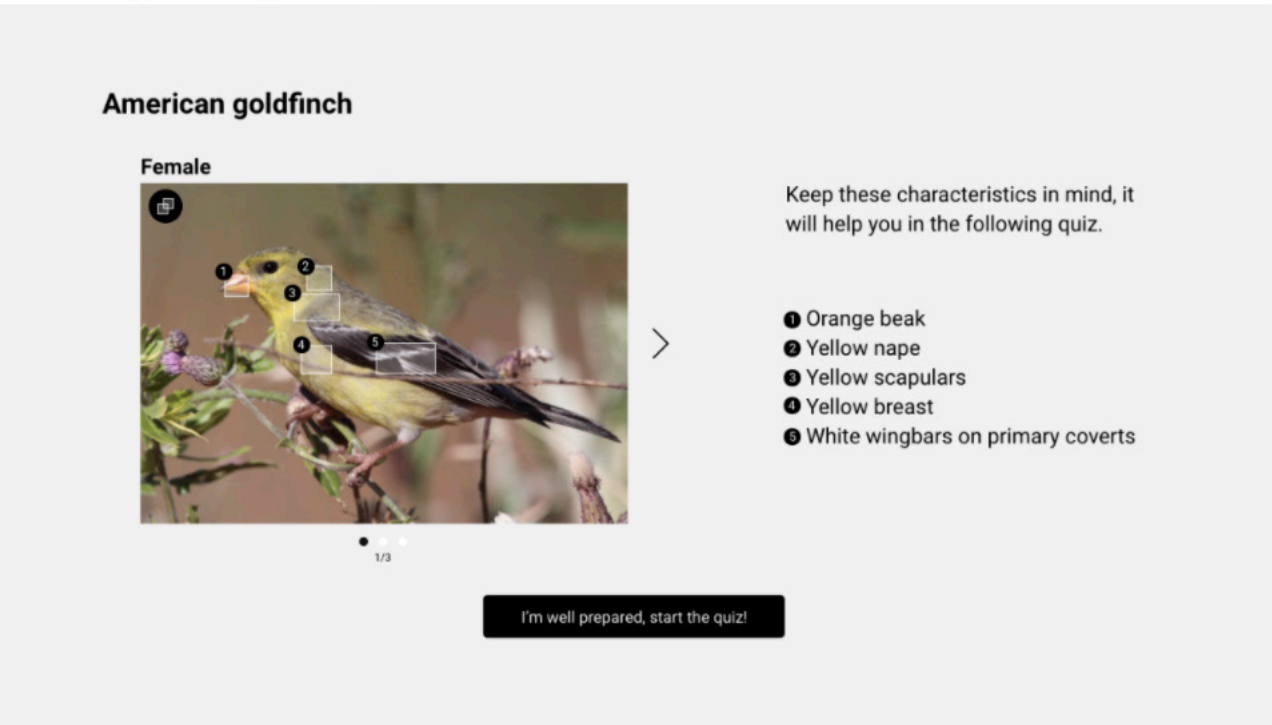 American goldfinch
Female
1
2
3
4
5
1/3
Keep these characteristics in mind, it
will help you in the following quiz.
1 Orange beak
2 Yellow nape
3 Yellow scapulars
4 Yellow breast
5 White wingbars on primary coverts
I'm well prepared, start the quiz!